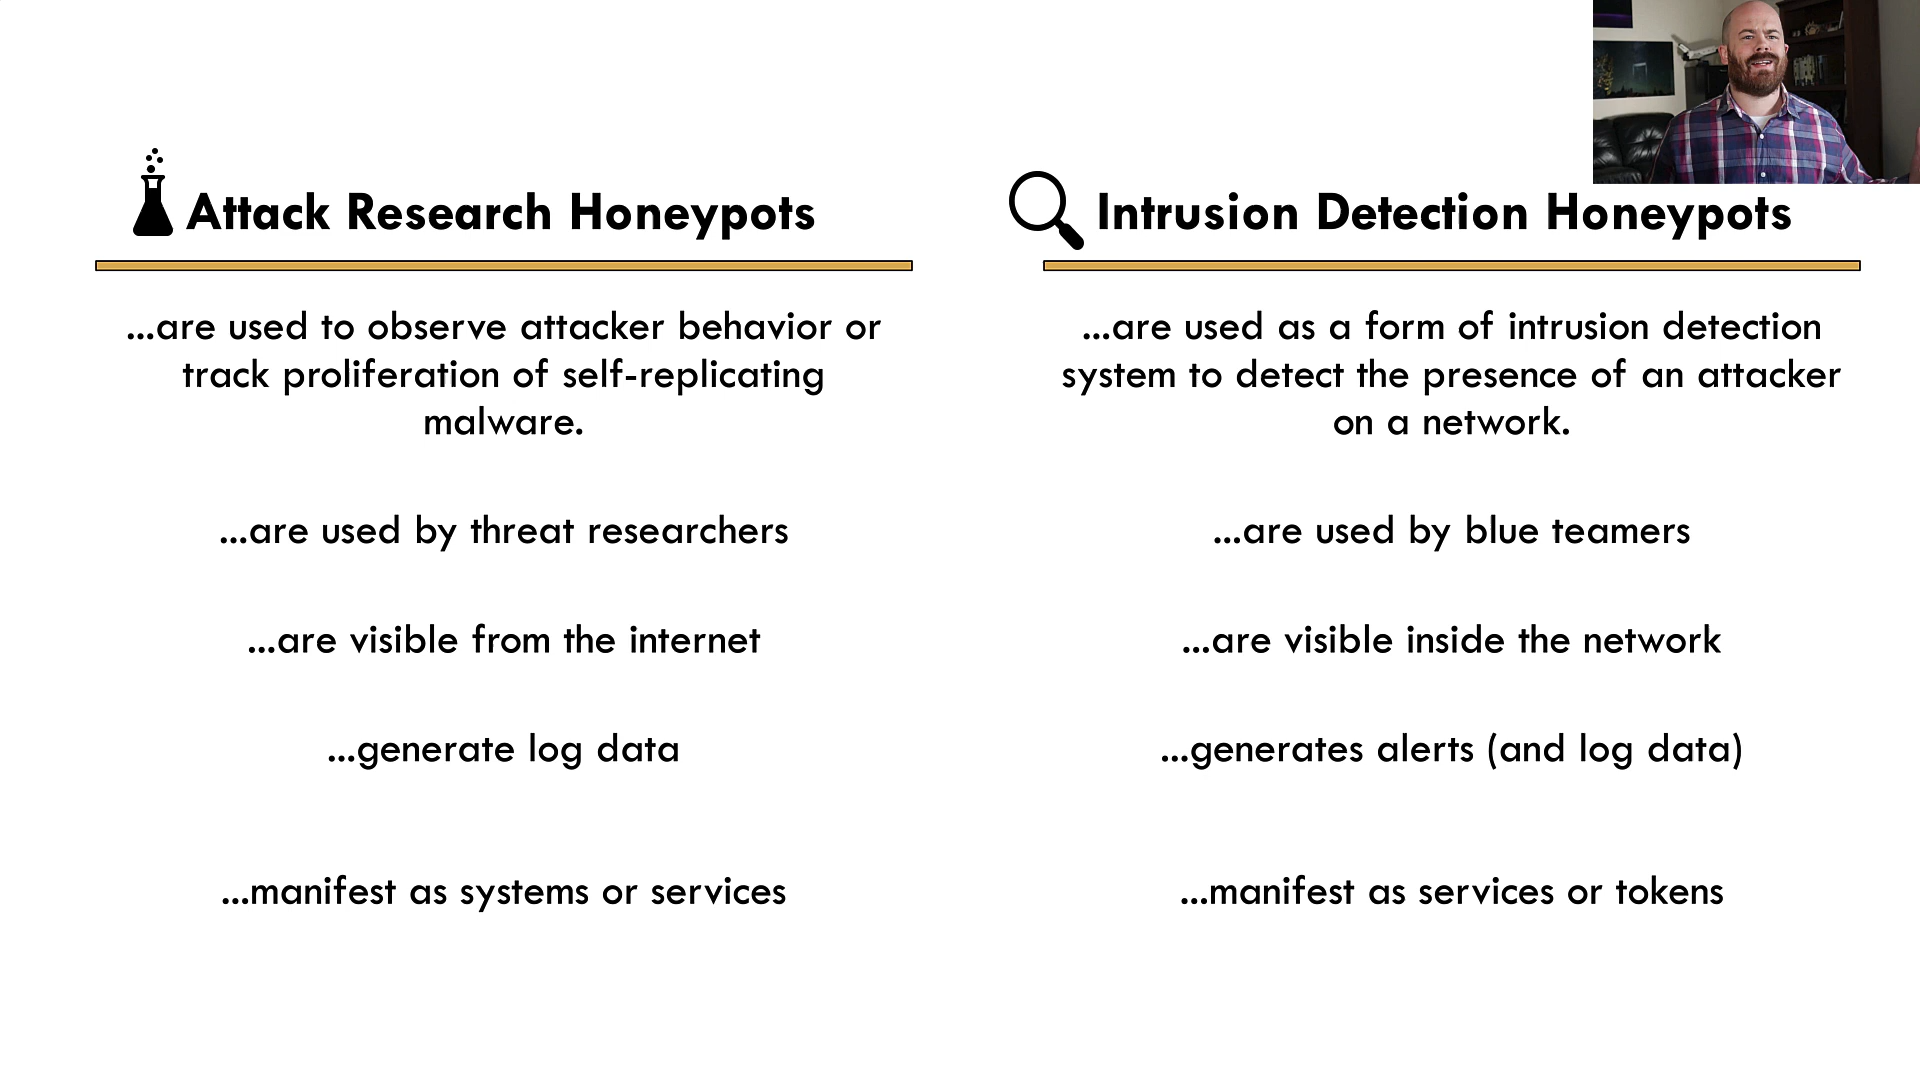 Attack Research Honeypots
...are used to observe attacker behavior or
track proliferation of self-replicating
malware.
...are used by threat researchers
...are visible from the internet
...generate log data
...manifest as systems or services
Intrusion Detection Honeypots
...are used as a form of intrusion detection
system to detect the presence of an attacker
on a network.
...are used by blue teamers
...are visible inside the network
...generates alerts (and log data)
...manifest as services or tokens